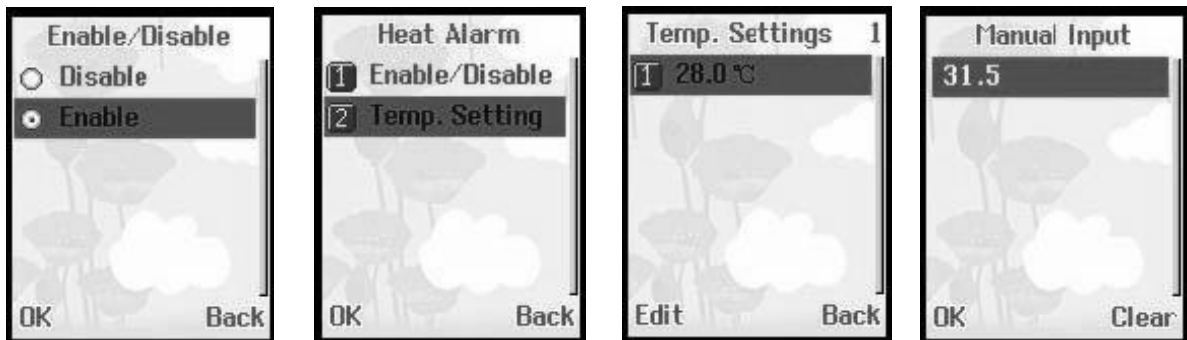 Enable/Disable
Disable
Enable
OK Back
Heat Alarm
1 Enable/Disable
2 Temp. Setting
OK Back
Temp. Settings 1
1 28.0 ℃
Edit Back
Manual Input
31.5
OK Clear